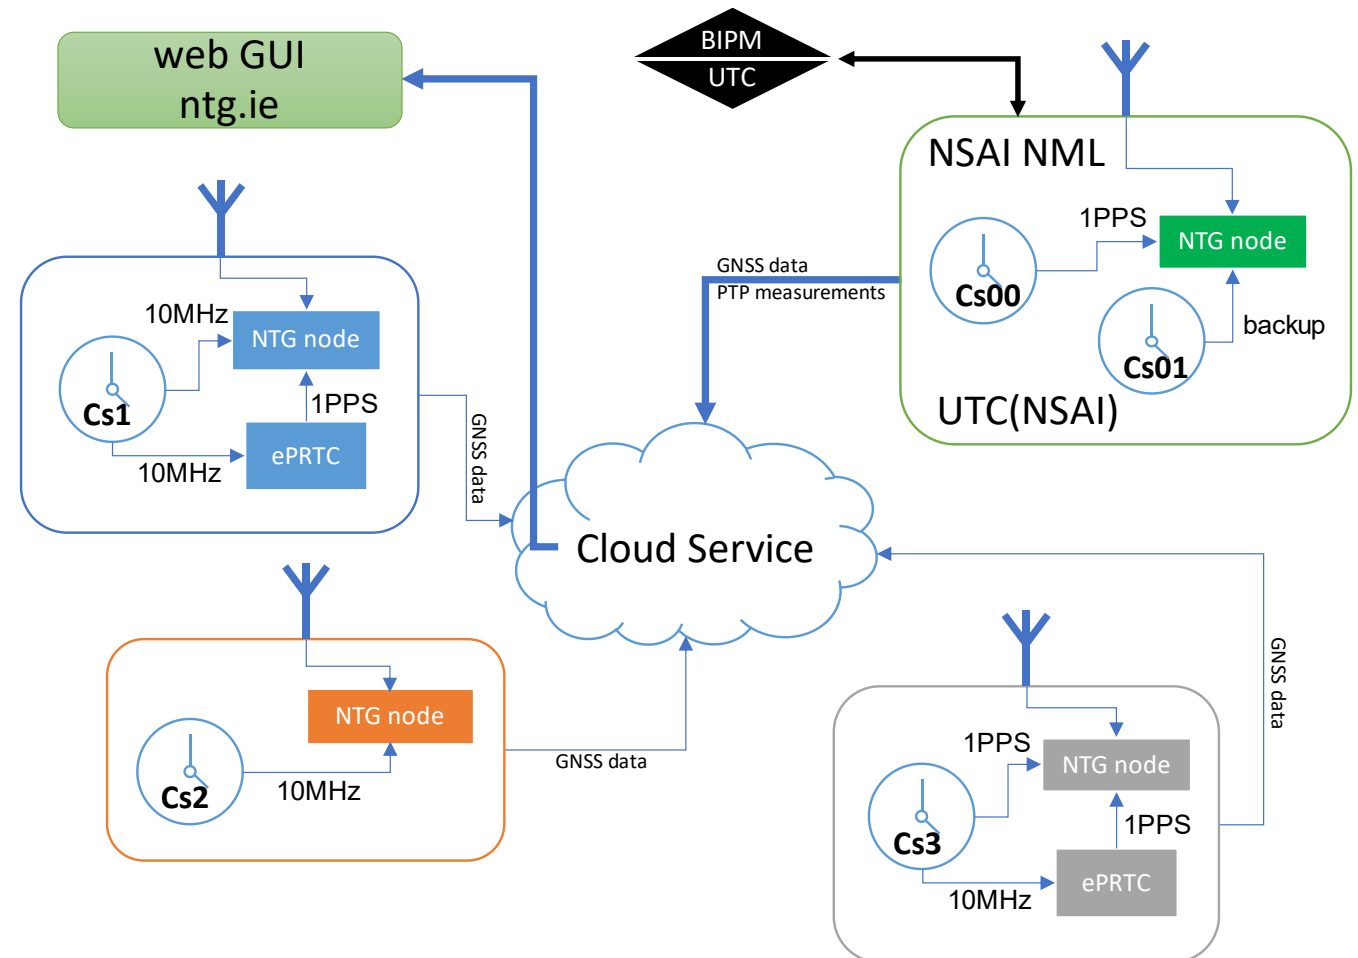 web GUI
ntg.ie
BIPM
UTC
NSAI NML
1PPS
NTG node
Cs00
Cs01
backup
UTC(NSAI)
GNSS data
PTP measurements
10MHz
NTG node
Cs1
1PPS
ePRTC
10MHz
GNSS data
Cloud Service
NTG node
Cs2
10MHz
GNSS data
GNSS data
1PPS
NTG node
Cs3
1PPS
ePRTC
10MHz